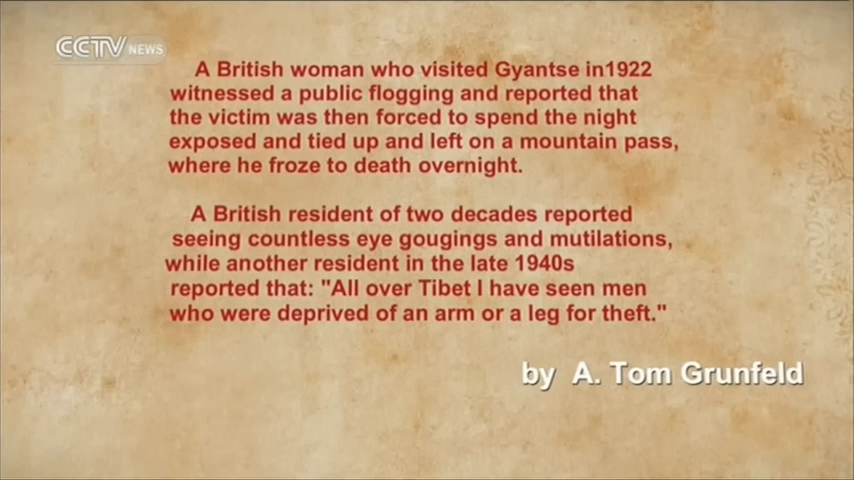 CCTV NEWS
A British woman who visited Gyantse in1922
witnessed a public flogging and reported that
the victim was then forced to spend the night
exposed and tied up and left on a mountain pass,
where he froze to death overnight.
A British resident of two decades reported
seeing countless eye gougings and mutilations,
while another resident in the late 1940s
reported that: "All over Tibet I have seen men
who were deprived of an arm or a leg for theft."
by A. Tom Grunfeld